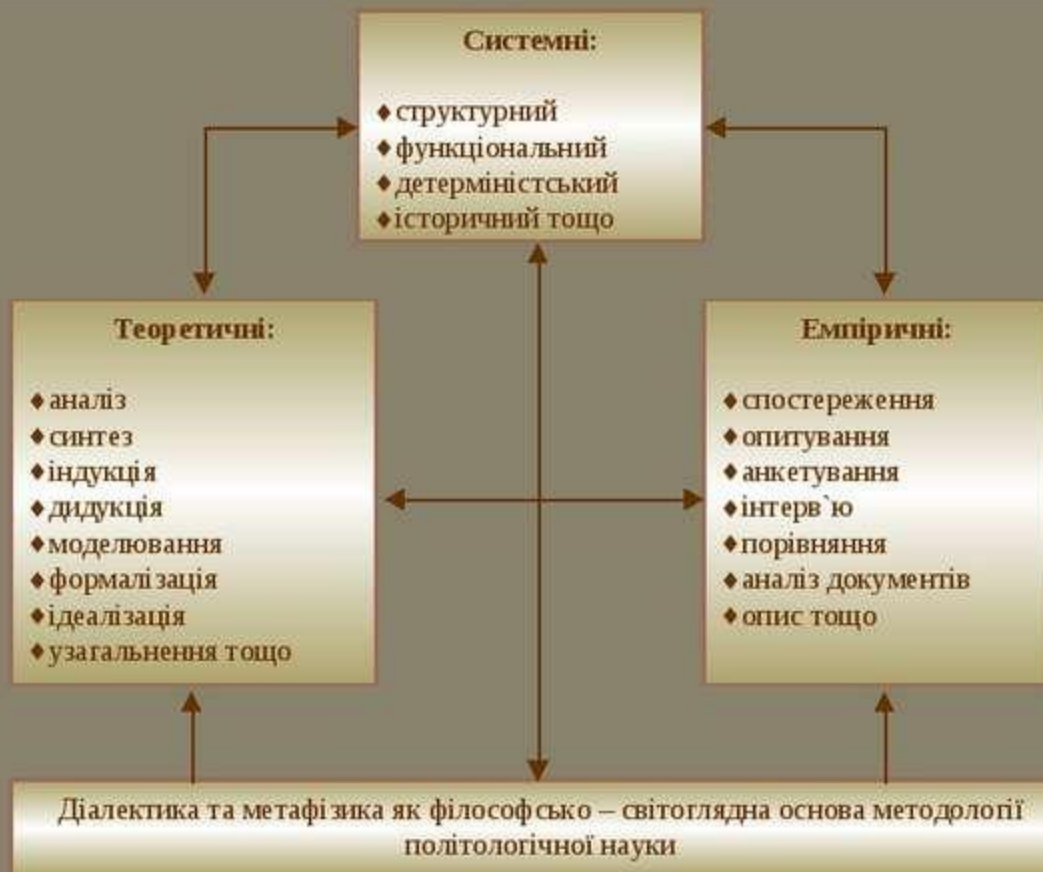 Системні:
♦структурний
♦функціональний
♦детерміністський
♦історичний тощо
Теоретичні:
♦аналіз
♦синтез
♦індукція
♦дидукція
♦моделювання
♦формалізація
♦ідеалізація
♦узагальнення тощо
Емпіричні:
♦спостереження
♦опитування
♦анкетування
♦інтерв`ю
♦порівняння
♦аналіз документів
♦опис тощо
Діалектика та метафізика як філософсько – світоглядна основа методології
політологічної науки